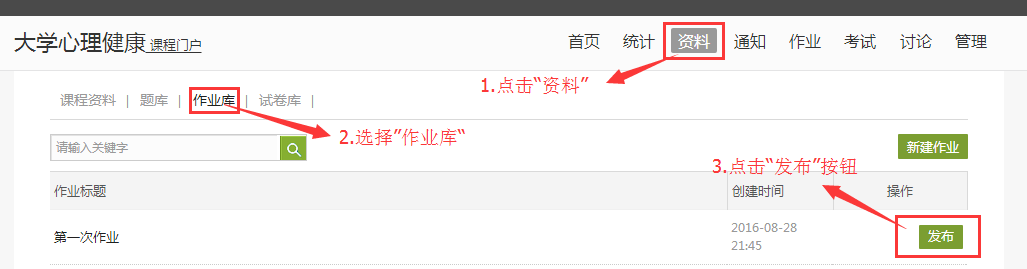 大学心理健康 课程门户 首页 统计 资料 通知 作业 考试 讨论 管理
1.点击“资料”
课程资料 | 题库 | 作业库 | 试卷库 |
2.选择”作业库“
请输入关键字 新建作业
3.点击“发布”按钮
作业标题 创建时间 操作
第一次作业 2016-08-28 发布
21:45